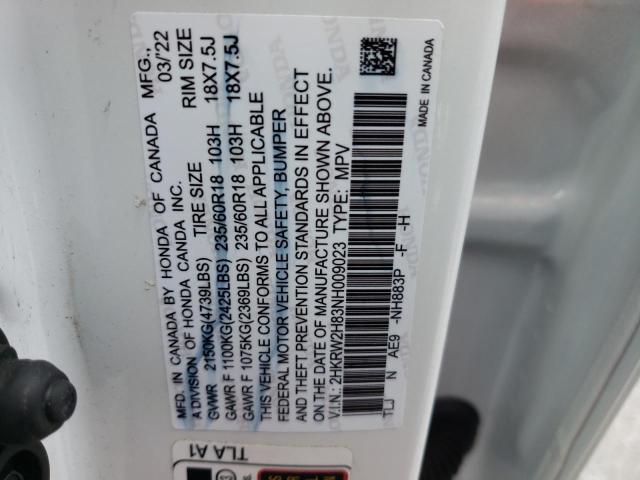 MFD. IN CANADA BY HONDA OF CANADA MFG.,
A DIVISION OF HONDA CANDA INC. 03/'22
TIRE SIZE RIM SIZE
GVWR 2150KG(4739LBS)
GAWR F 1100KG(2425LBS) 235/60R18 103H 18X7.5J
GAWR F 1075KG(2369LBS) 235/60R18 103H 18X7.5J
THIS VEHICLE CONFORMS TO ALL APPLICABLE
FEDERAL MOTOR VEHICLE SAFETY, BUMPER
AND THEFT PREVENTION STANDARDS IN EFFECT
ON THE DATE OF MANUFACTURE SHOWN ABOVE.
V.I.N.: 2HKRW2H83NH009023 TYPE: MPV
TLJ N AE9 -NH883P -F -H
MADE IN CANADA
HONDA
TLA A1